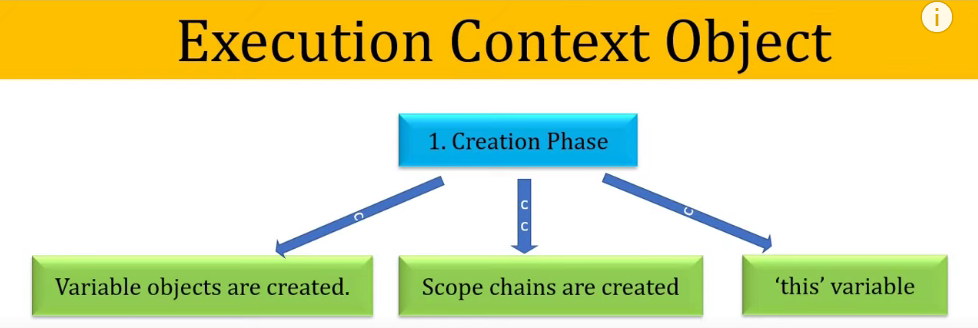 i
Execution Context Object
1. Creation Phase
c
c
c
c
Variable objects are created.
Scope chains are created
‘this’ variable